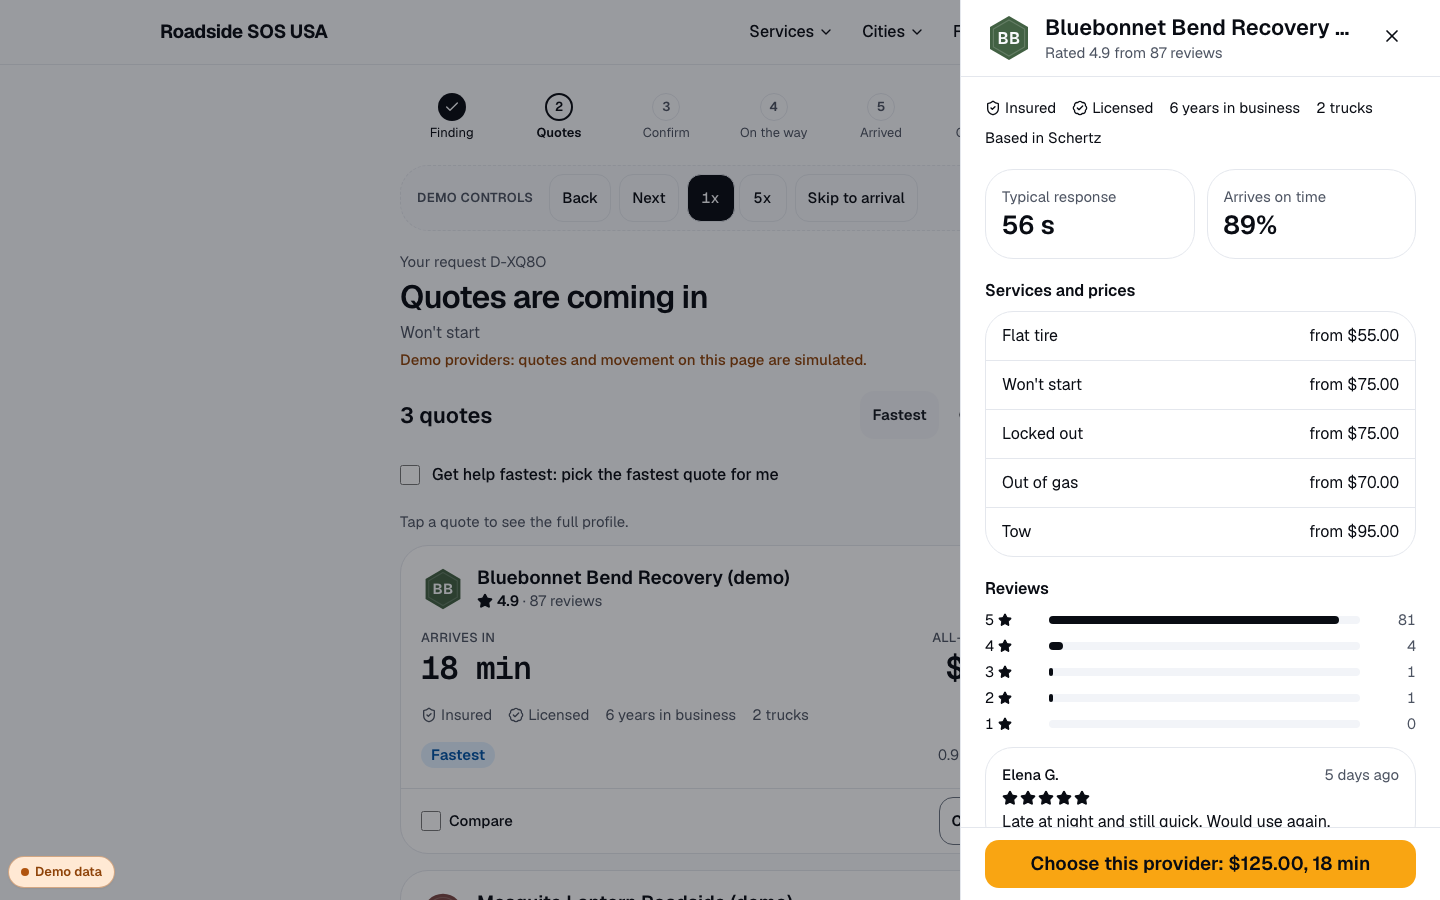 Roadside SOS USA
Services
Cities
Finding
2
Quotes
3
Confirm
4
On the way
5
Arrived
DEMO CONTROLS
Back
Next
1x
5x
Skip to arrival
Your request D-XQ8O
Quotes are coming in
Won't start
Demo providers: quotes and movement on this page are simulated.
3 quotes
Fastest
Get help fastest: pick the fastest quote for me
Tap a quote to see the full profile.
BB
Bluebonnet Bend Recovery (demo)
4.9 · 87 reviews
ARRIVES IN
18 min
Insured
Licensed
6 years in business
2 trucks
Fastest
0.9
Compare
Demo data
BB
Bluebonnet Bend Recovery ...
Rated 4.9 from 87 reviews
Insured
Licensed
6 years in business
2 trucks
Based in Schertz
Typical response
56 s
Arrives on time
89%
Services and prices
Flat tire from $55.00
Won't start from $75.00
Locked out from $75.00
Out of gas from $70.00
Tow from $95.00
Reviews
5 81
4 4
3 1
2 1
1 0
Elena G. 5 days ago
Late at night and still quick. Would use again.
Choose this provider: $125.00, 18 min